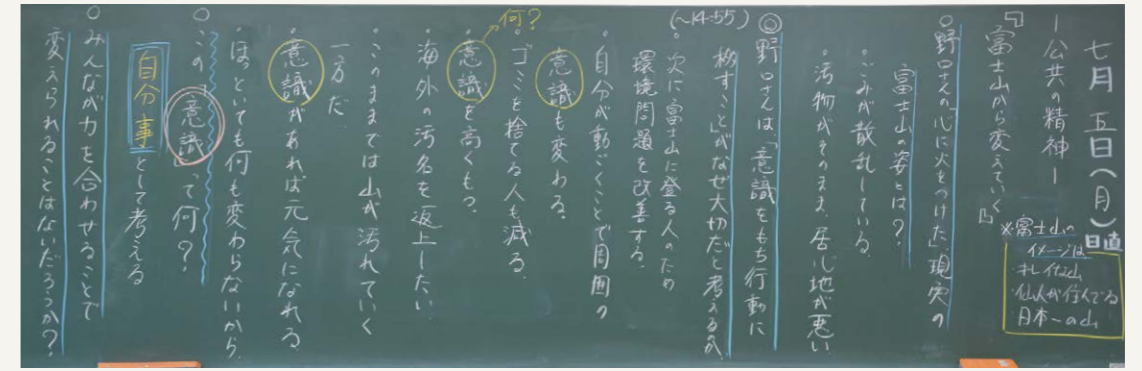 七月 五日(月)
日直
―公共の精神―
『富士山から変えていく』
※富士山の
イメージは
キレイな山
仙人が行んでる
日本一の山
○野口さんの「心に火をつけた」現実の
富士山の姿とは?
・ごみが散乱している。
・汚物がそのまま、居心地が悪い
(~14:55)
◎野口さんは、「意識をもち行動に
移すこと」がなぜ大切だと考えるのか
・次に富士山に登る人のため
環境問題を改善する。
・自分が動ごくことで周囲の
意識も変わる。
・ゴミを捨てる人も減る。
何?
・意識を高くもつ。
・海外の汚名を返上したい
・このままでは山が汚れていく
一方だ
・意識があれば元気になれる
・ほっといても何も変わらないから
○この「意識」って何?
自分事として考える
○みんなが力を合わせることで
変えられることはないだろうか?